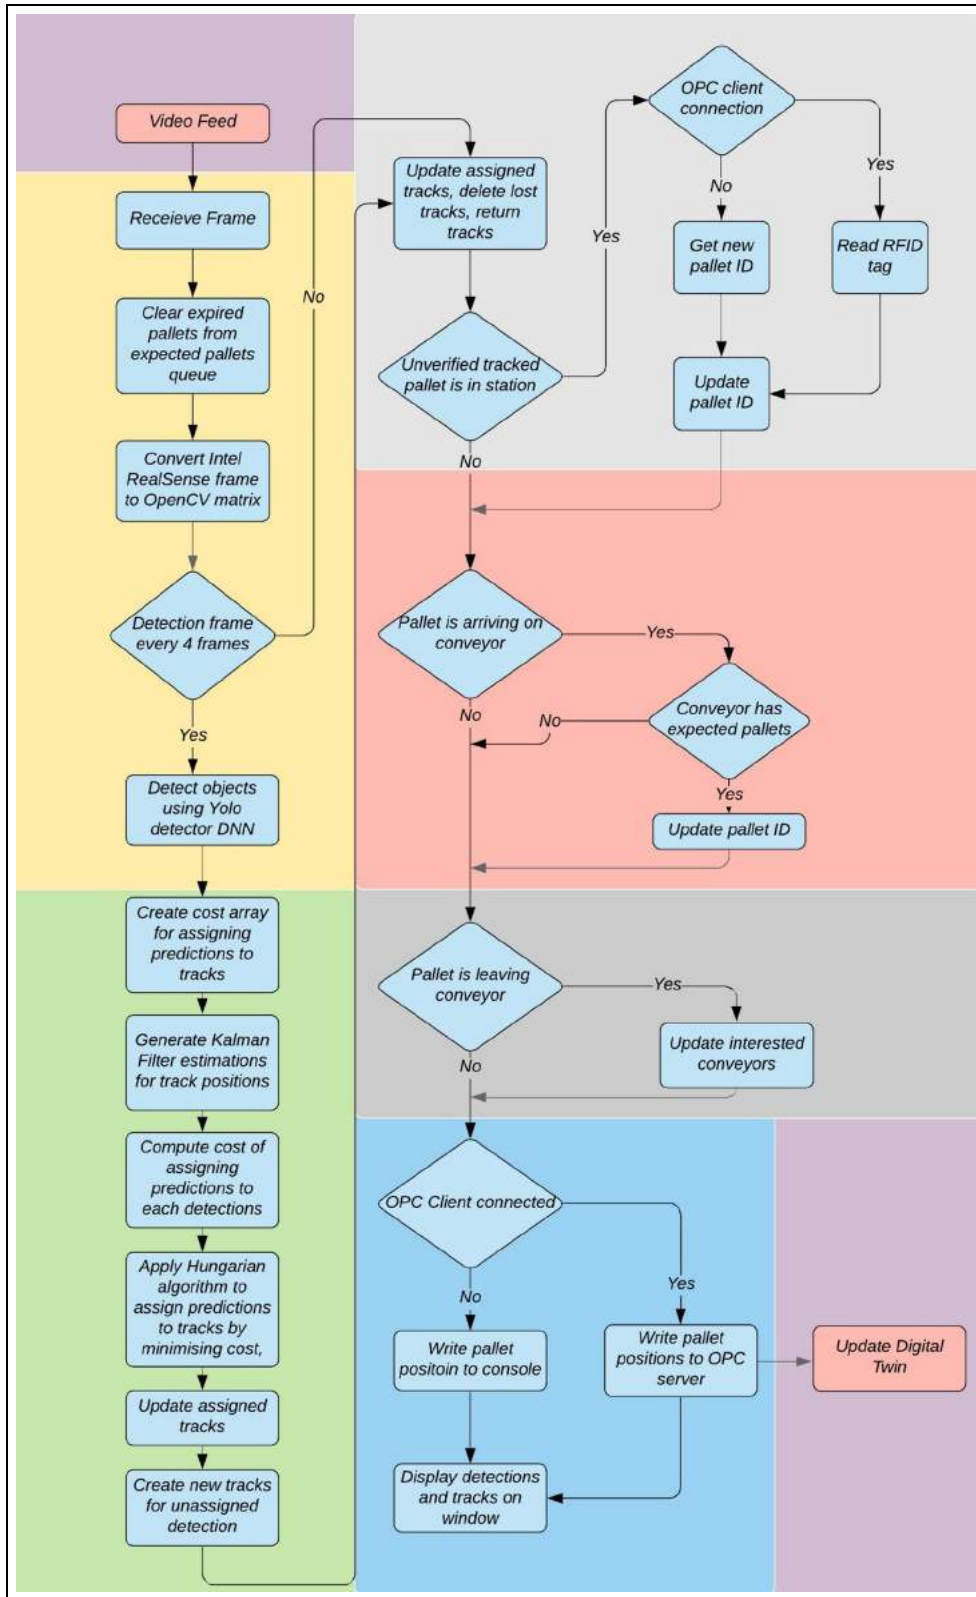 Video Feed
Receieve Frame
Clear expired
pallets from
expected pallets
queue
Convert Intel
RealSense frame
to OpenCV matrix
Detection frame
every 4 frames
No
Yes
Detect objects
using Yolo
detector DNN
Create cost array
for assigning
predictions to
tracks
Generate Kalman
Filter estimations
for track positions
Compute cost of
assigning
predictions to
each detections
Apply Hungarian
algorithm to
assign predictions
to tracks by
minimising cost,
Update assigned
tracks
Create new tracks
for unassigned
detection
Update assigned
tracks, delete lost
tracks, return
tracks
Unverified tracked
pallet is in station
Yes
No
OPC client
connection
No
Yes
Get new
pallet ID
Read RFID
tag
Update
pallet ID
Pallet is arriving on
conveyor
Yes
No
Conveyor has
expected pallets
No
Yes
Update pallet ID
Pallet is leaving
conveyor
Yes
No
Update interested
conveyors
OPC Client connected
No
Yes
Write pallet
positoin to console
Write pallet
positions to OPC
server
Display detections
and tracks on
window
Update Digital
Twin